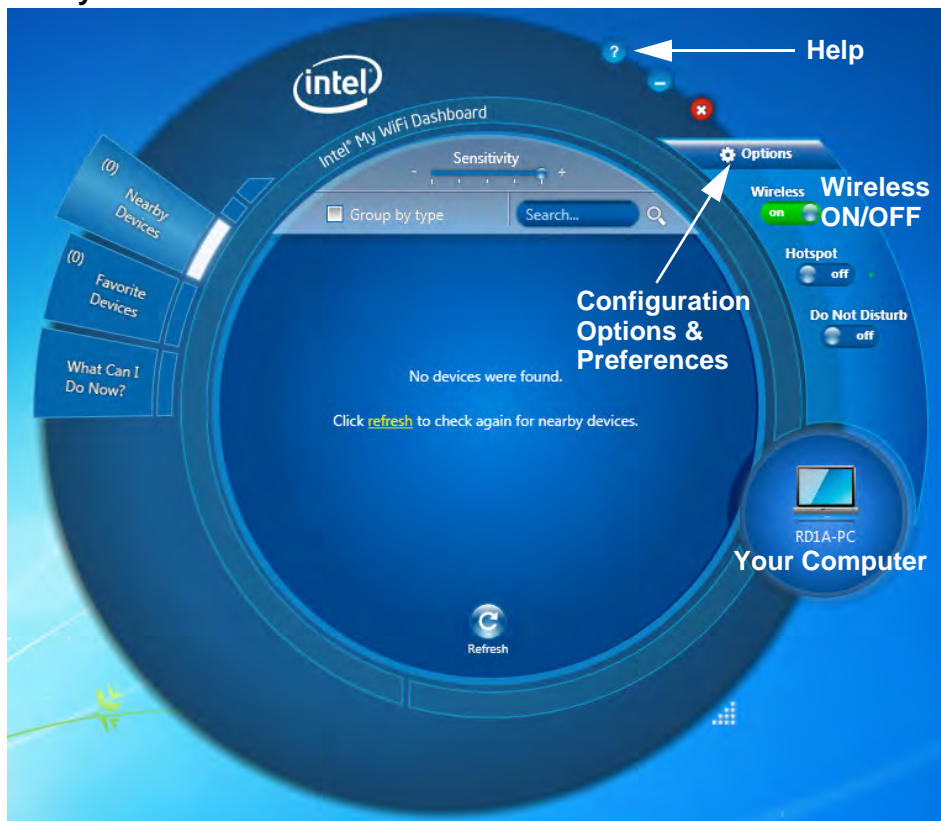 Help
?
intel
Intel® My WiFi Dashboard
Sensitivity
- +
Group by type
Search...
(0)
Nearby
Devices
(0)
Favorite
Devices
What Can I
Do Now?
Options
Wireless
on
Wireless
ON/OFF
Hotspot
off
Do Not Disturb
off
Configuration
Options &
Preferences
No devices were found.
Click refresh to check again for nearby devices.
RD1A-PC
Your Computer
Refresh